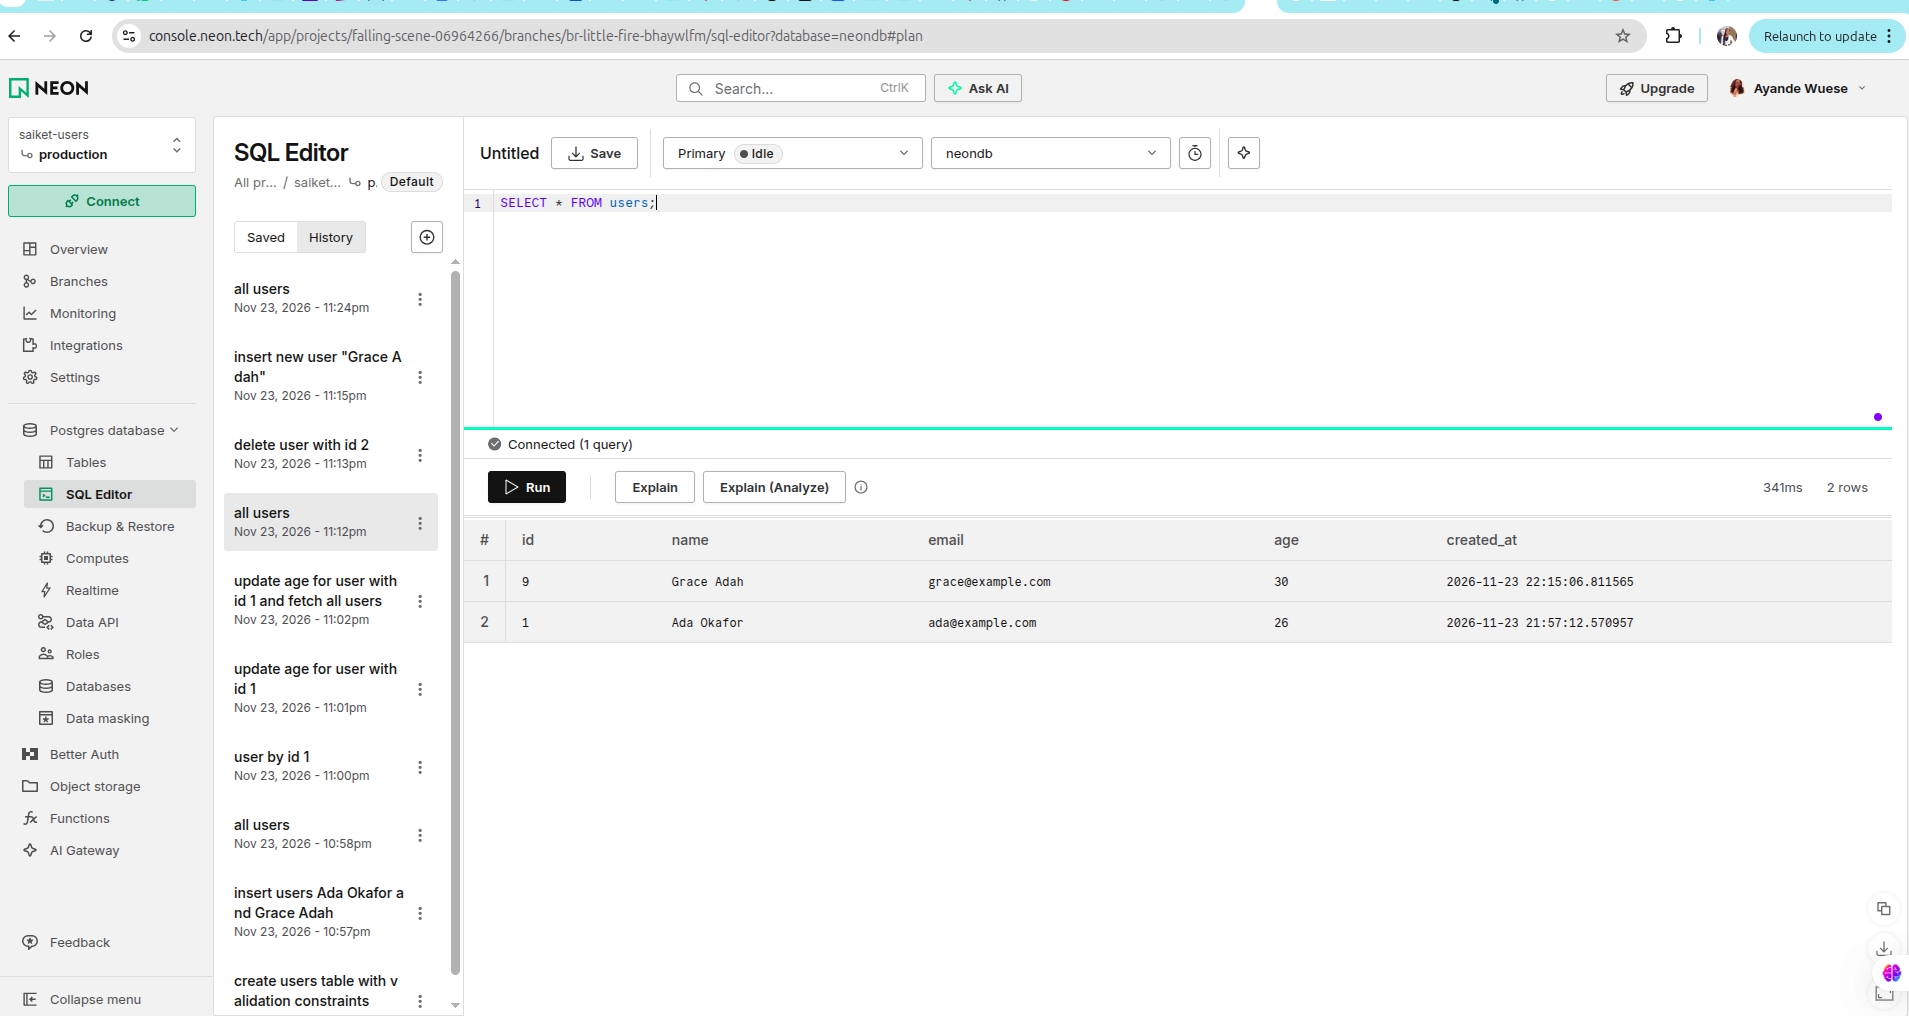 console.neon.tech/app/projects/falling-scene-06964266/branches/br-little-fire-bhaywlfm/sql-editor?database=neondb#plan
Relaunch to update
NEON
Search...
CtrlK
Ask AI
Upgrade
Ayande Wuese
saiket-users
production
Connect
Overview
Branches
Monitoring
Integrations
Settings
Postgres database
Tables
SQL Editor
Backup & Restore
Computes
Realtime
Data API
Roles
Databases
Data masking
Better Auth
Object storage
Functions
AI Gateway
Feedback
Collapse menu
SQL Editor
All pr... / saiket... p. Default
Saved History
all users
Nov 23, 2026 - 11:24pm
insert new user "Grace A
dah"
Nov 23, 2026 - 11:15pm
delete user with id 2
Nov 23, 2026 - 11:13pm
all users
Nov 23, 2026 - 11:12pm
update age for user with
id 1 and fetch all users
Nov 23, 2026 - 11:02pm
update age for user with
id 1
Nov 23, 2026 - 11:01pm
user by id 1
Nov 23, 2026 - 11:00pm
all users
Nov 23, 2026 - 10:58pm
insert users Ada Okafor a
nd Grace Adah
Nov 23, 2026 - 10:57pm
create users table with v
alidation constraints
Untitled Save Primary Idle neondb
1 SELECT * FROM users;
Connected (1 query)
Run Explain Explain (Analyze) 341ms 2 rows
# id name email age created_at
1 9 Grace Adah grace@example.com 30 2026-11-23 22:15:06.811565
2 1 Ada Okafor ada@example.com 26 2026-11-23 21:57:12.570957